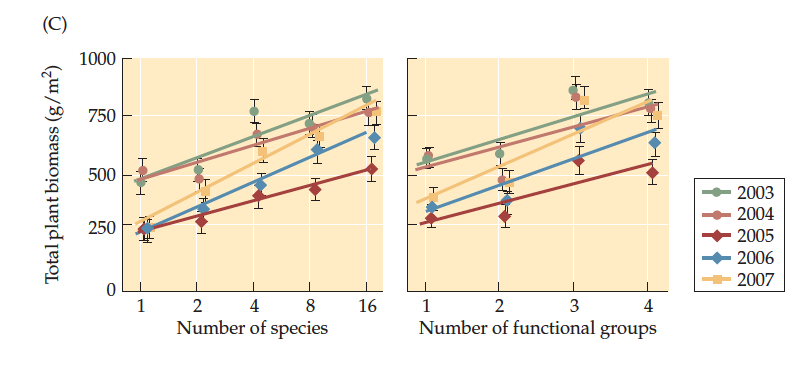 (C)
Total plant biomass (g/m²)
1000
750
500
250
0
1 2 4 8 16
Number of species
1 2 3 4
Number of functional groups
2003
2004
2005
2006
2007